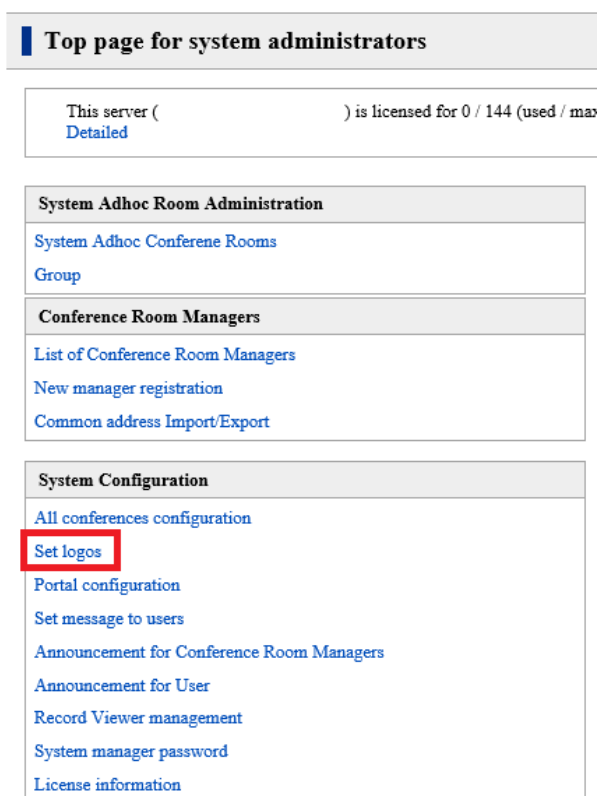 Top page for system administrators
This server ( ) is licensed for 0 / 144 (used / max
Detailed
System Adhoc Room Administration
System Adhoc Conferene Rooms
Group
Conference Room Managers
List of Conference Room Managers
New manager registration
Common address Import/Export
System Configuration
All conferences configuration
Set logos
Portal configuration
Set message to users
Announcement for Conference Room Managers
Announcement for User
Record Viewer management
System manager password
License information